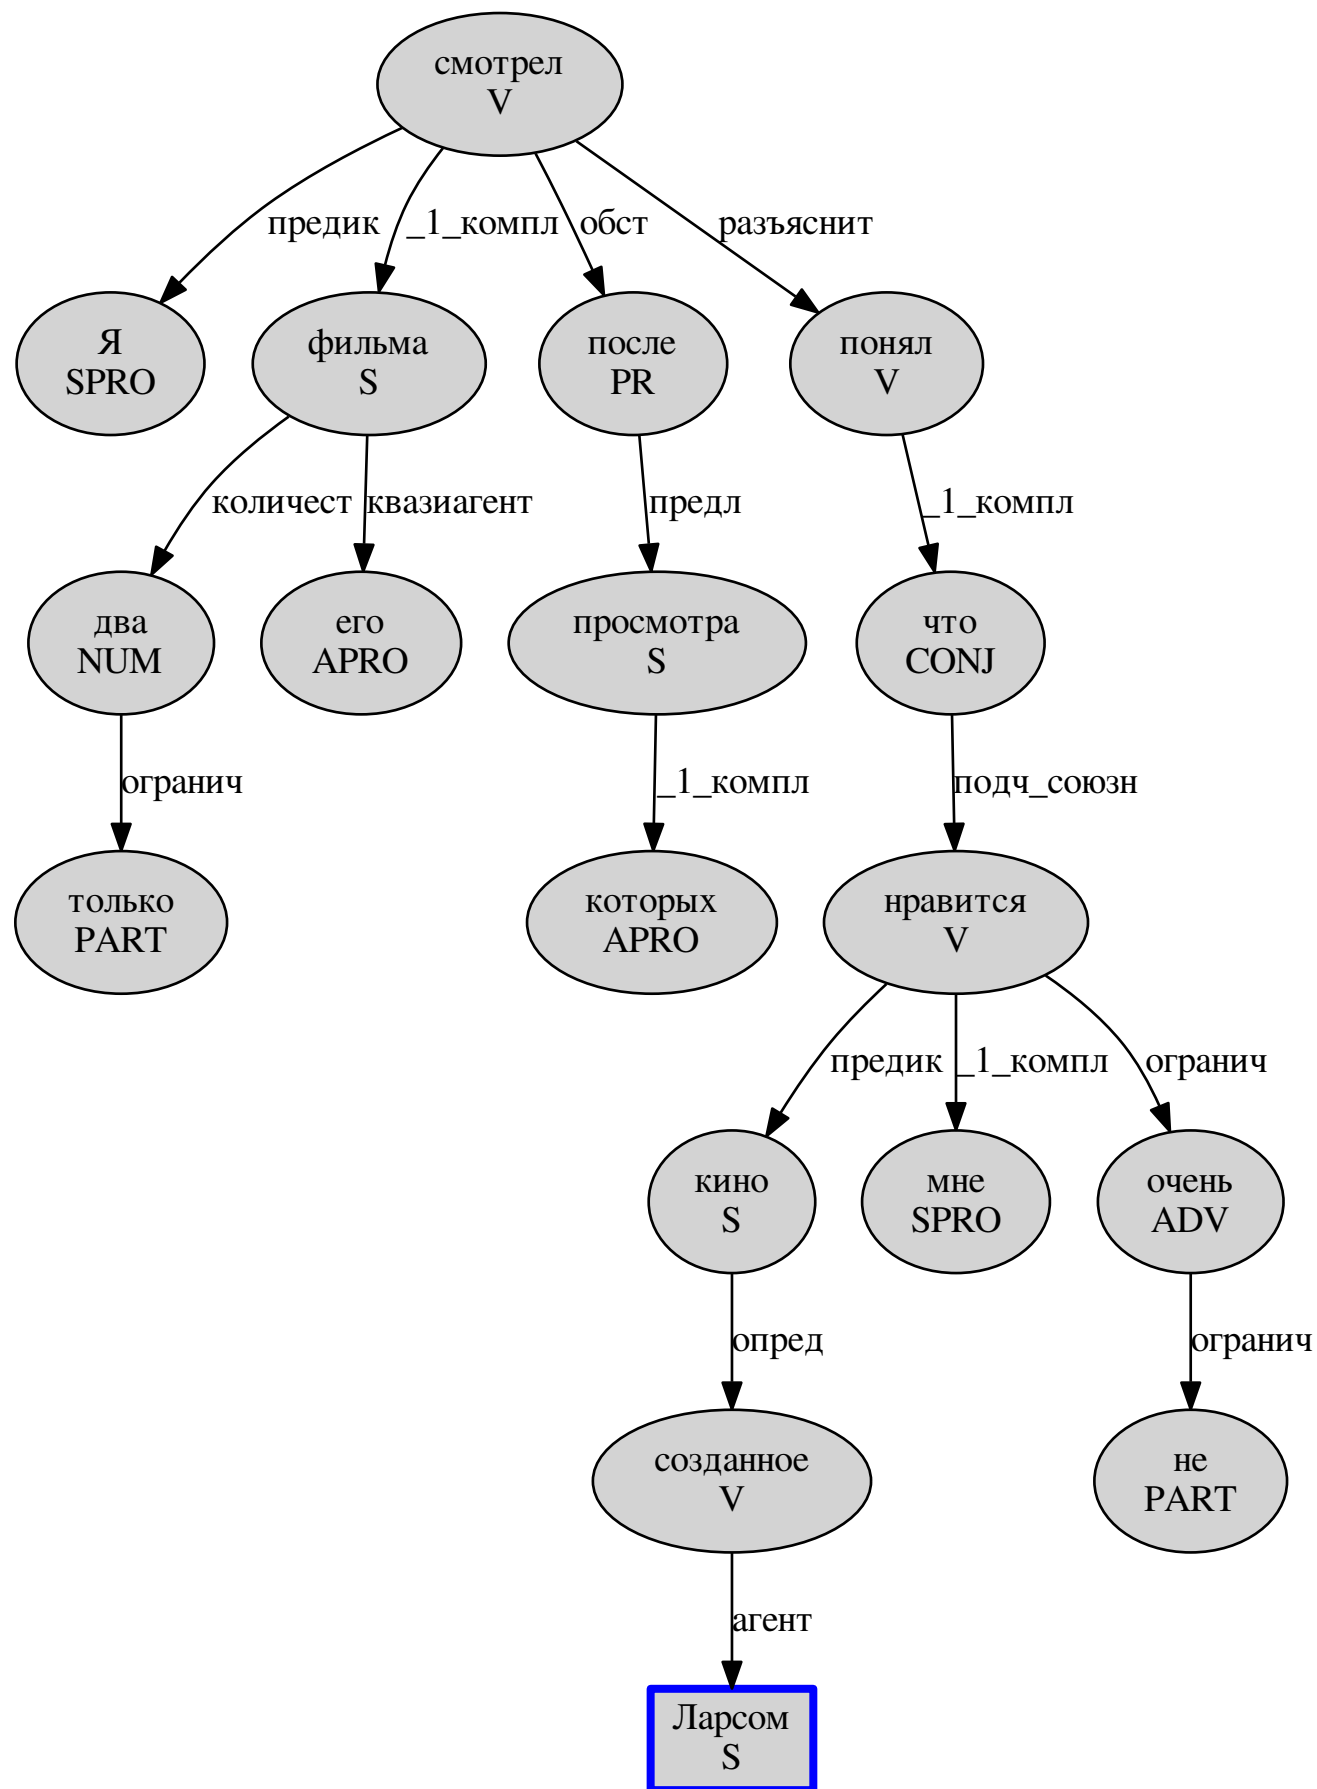 смотрел
V
предик _1_компл обст разъяснит
Я
SPRO
фильма
S
после
PR
понял
V
количест квазиагент предл _1_компл
два
NUM
его
APRO
просмотра
S
что
CONJ
огранич _1_компл подч_союзн
только
PART
которых
APRO
нравится
V
предик _1_компл огранич
кино
S
мне
SPRO
очень
ADV
опред огранич
созданное
V
не
PART
агент
Ларсом
S